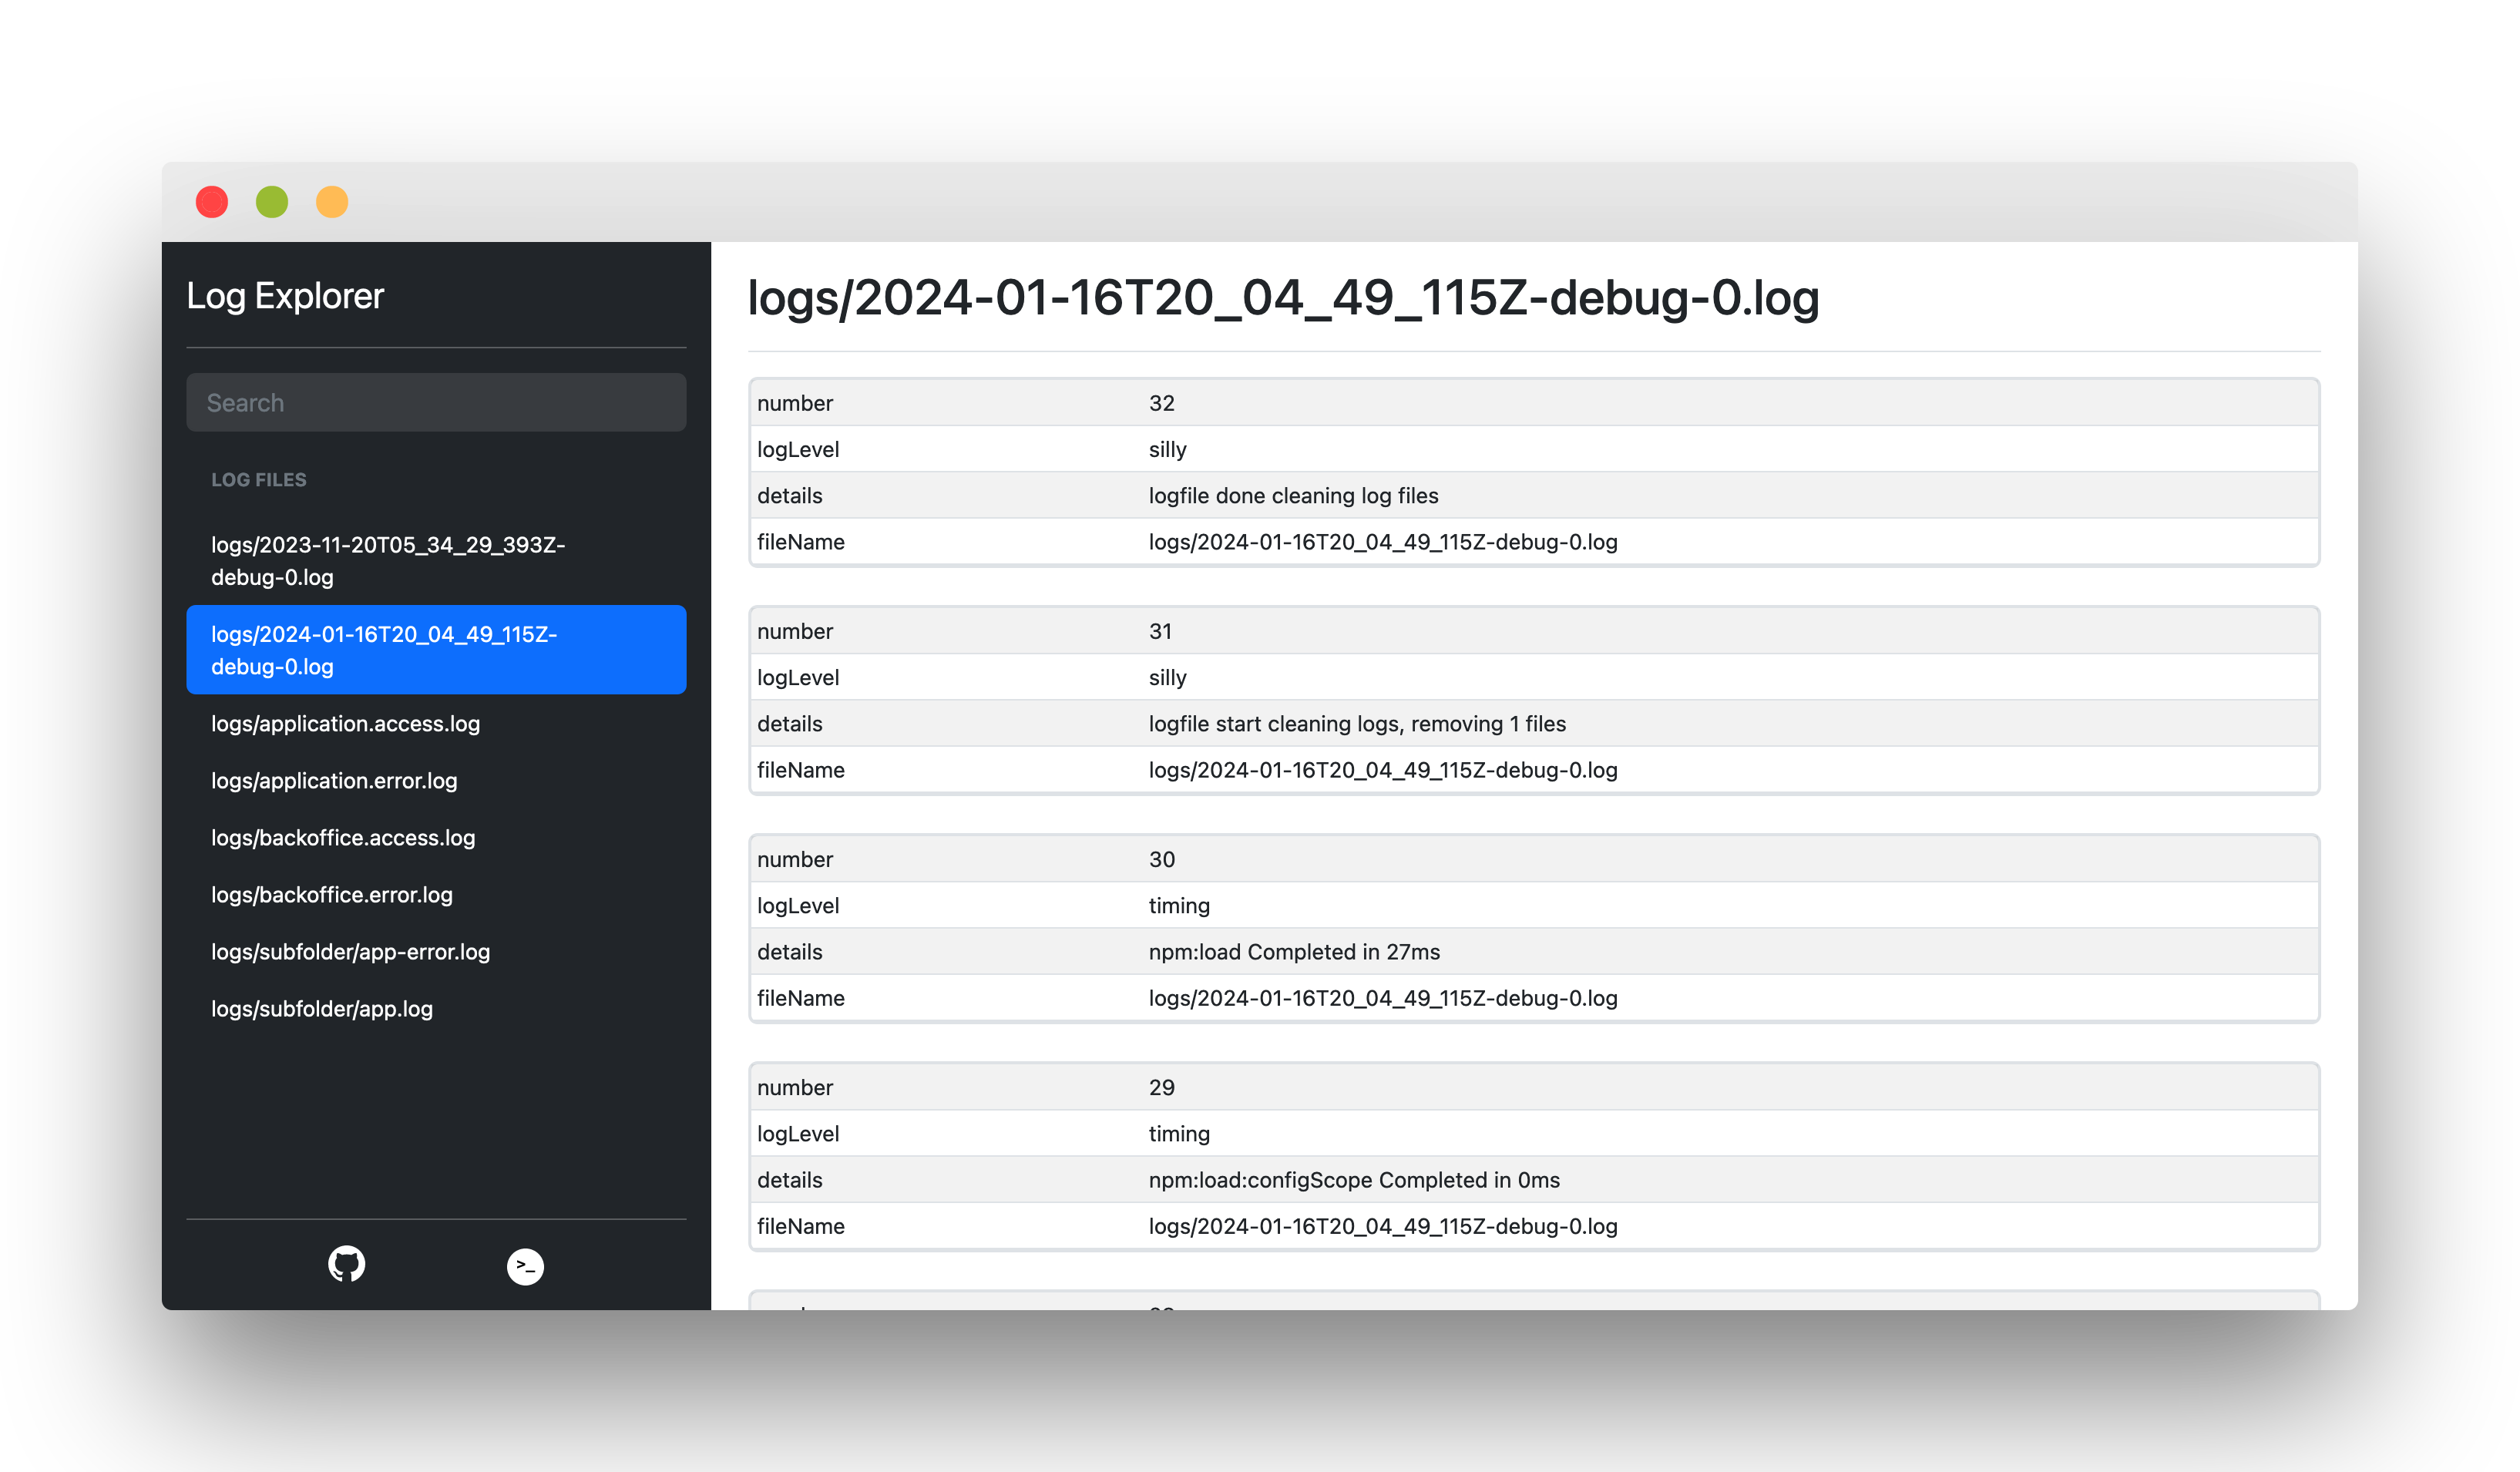 Log Explorer
Search
LOG FILES
logs/2023-11-20T05_34_29_393Z-
debug-0.log
logs/2024-01-16T20_04_49_115Z-
debug-0.log
logs/application.access.log
logs/application.error.log
logs/backoffice.access.log
logs/backoffice.error.log
logs/subfolder/app-error.log
logs/subfolder/app.log
>_
logs/2024-01-16T20_04_49_115Z-debug-0.log
number 32
logLevel silly
details logfile done cleaning log files
fileName logs/2024-01-16T20_04_49_115Z-debug-0.log
number 31
logLevel silly
details logfile start cleaning logs, removing 1 files
fileName logs/2024-01-16T20_04_49_115Z-debug-0.log
number 30
logLevel timing
details npm:load Completed in 27ms
fileName logs/2024-01-16T20_04_49_115Z-debug-0.log
number 29
logLevel timing
details npm:load:configScope Completed in 0ms
fileName logs/2024-01-16T20_04_49_115Z-debug-0.log